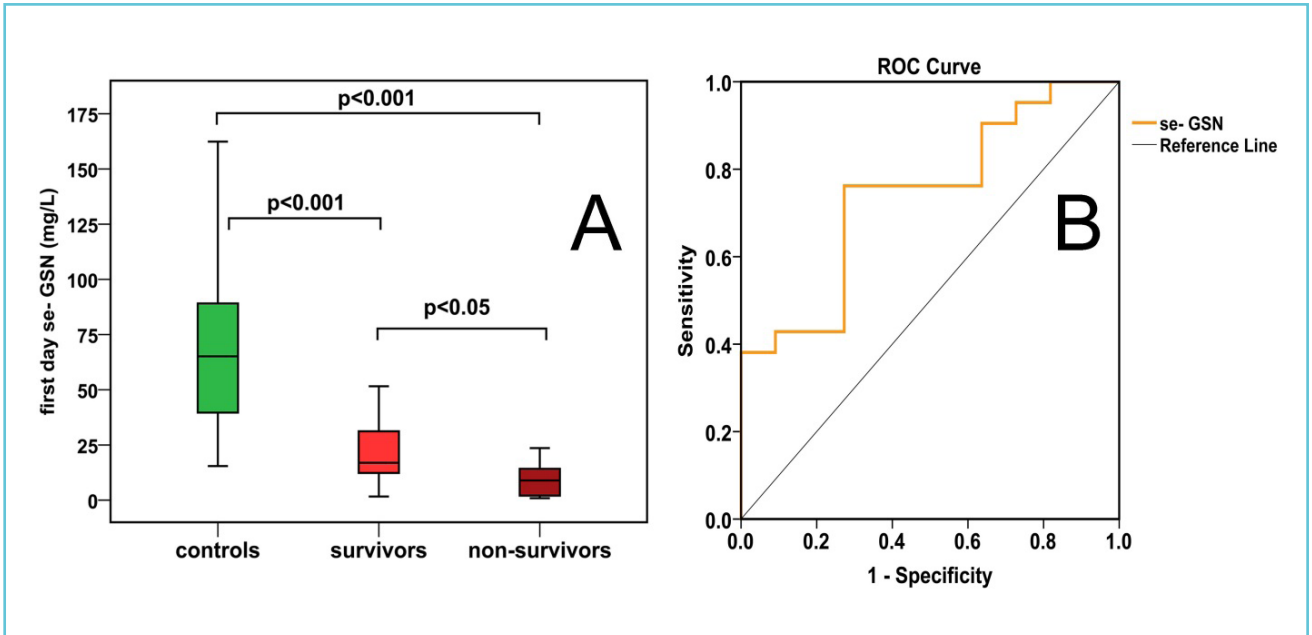 p<0.001
p<0.001
p<0.05
A
175
150
125
100
75
50
25
0
first day se- GSN (mg/L)
controls
survivors
non-survivors
ROC Curve
1.0
0.8
0.6
0.4
0.2
0.0
Sensitivity
B
0.0
0.2
0.4
0.6
0.8
1.0
1 - Specificity
se- GSN
Reference Line